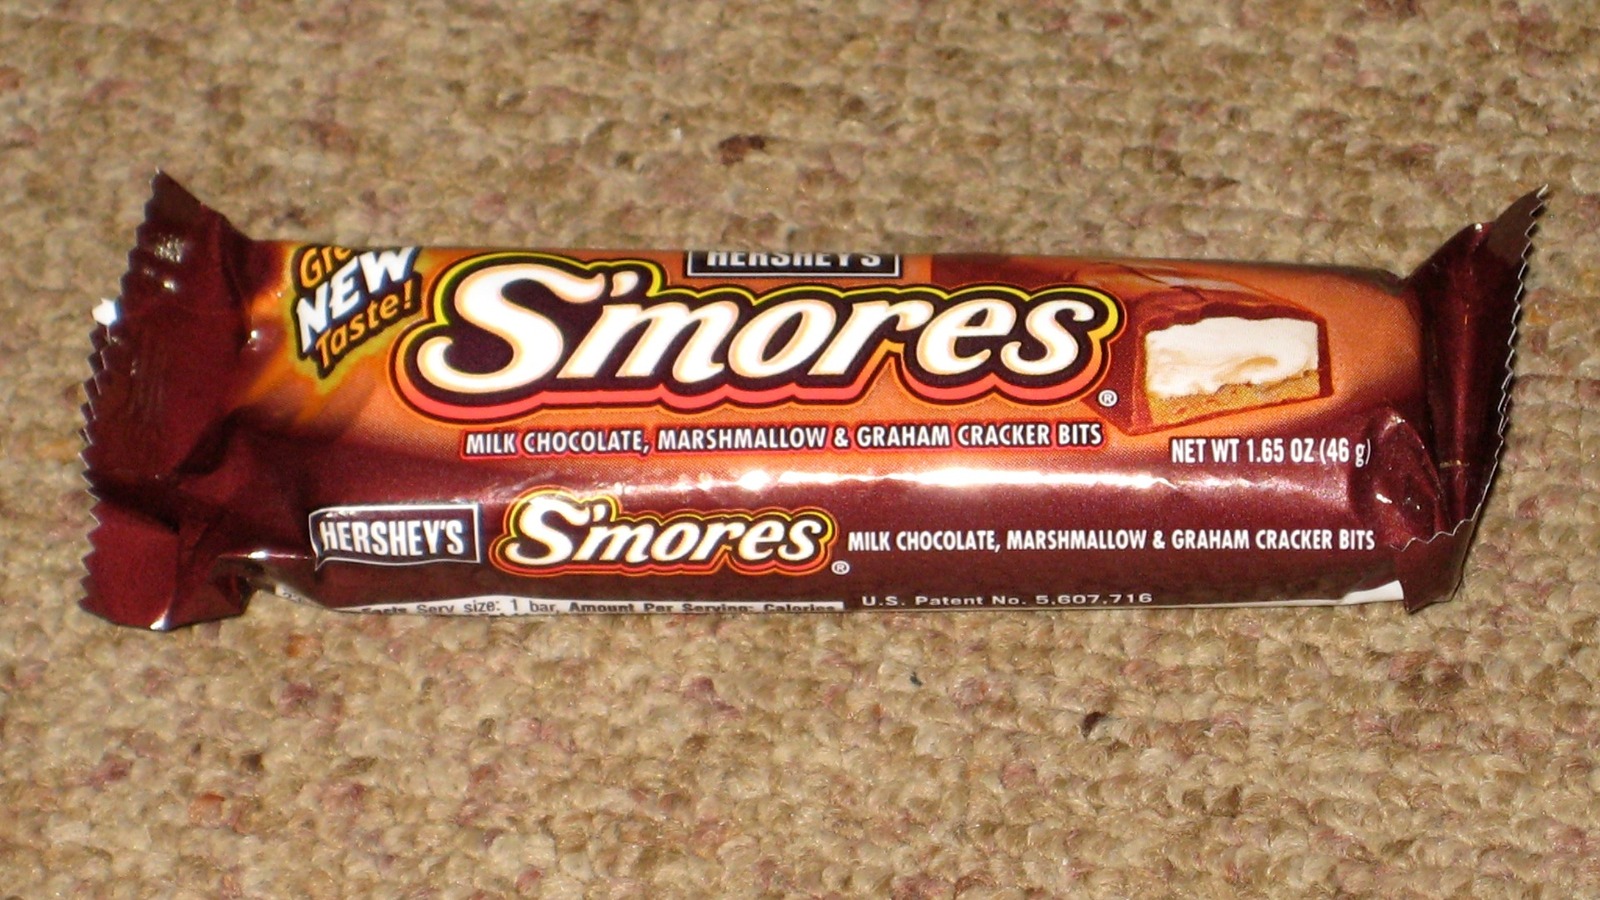 HERSHEY'S
NEW
Taste!
S'mores®
MILK CHOCOLATE, MARSHMALLOW & GRAHAM CRACKER BITS
NET WT 1.65 OZ (46 g)
HERSHEY'S S'mores® MILK CHOCOLATE, MARSHMALLOW & GRAHAM CRACKER BITS
Serv size: 1 bar, Amount Per Serving: Calories
U.S. Patent No. 5,607,716